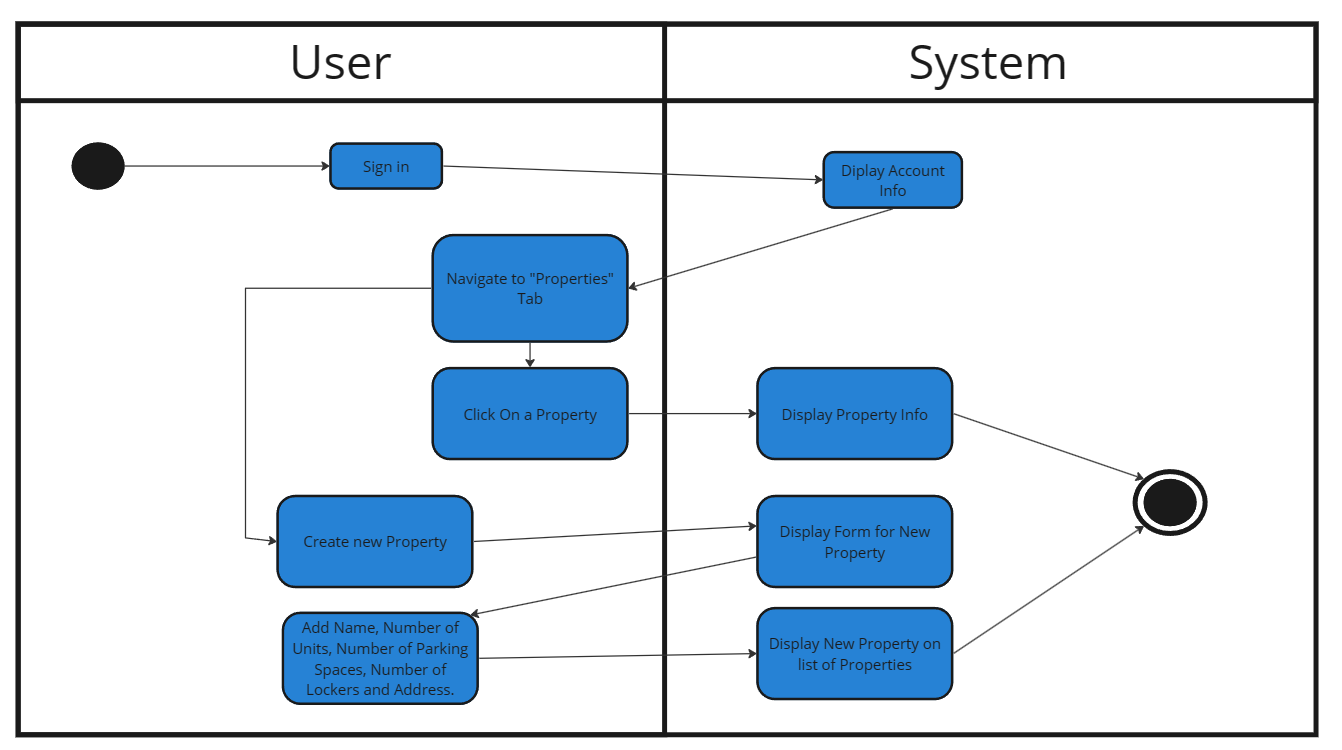 User
System
Sign in
Diplay Account
Info
Navigate to "Properties"
Tab
Click On a Property
Display Property Info
Create new Property
Display Form for New
Property
Add Name, Number of
Units, Number of Parking
Spaces, Number of
Lockers and Address.
Display New Property on
list of Properties